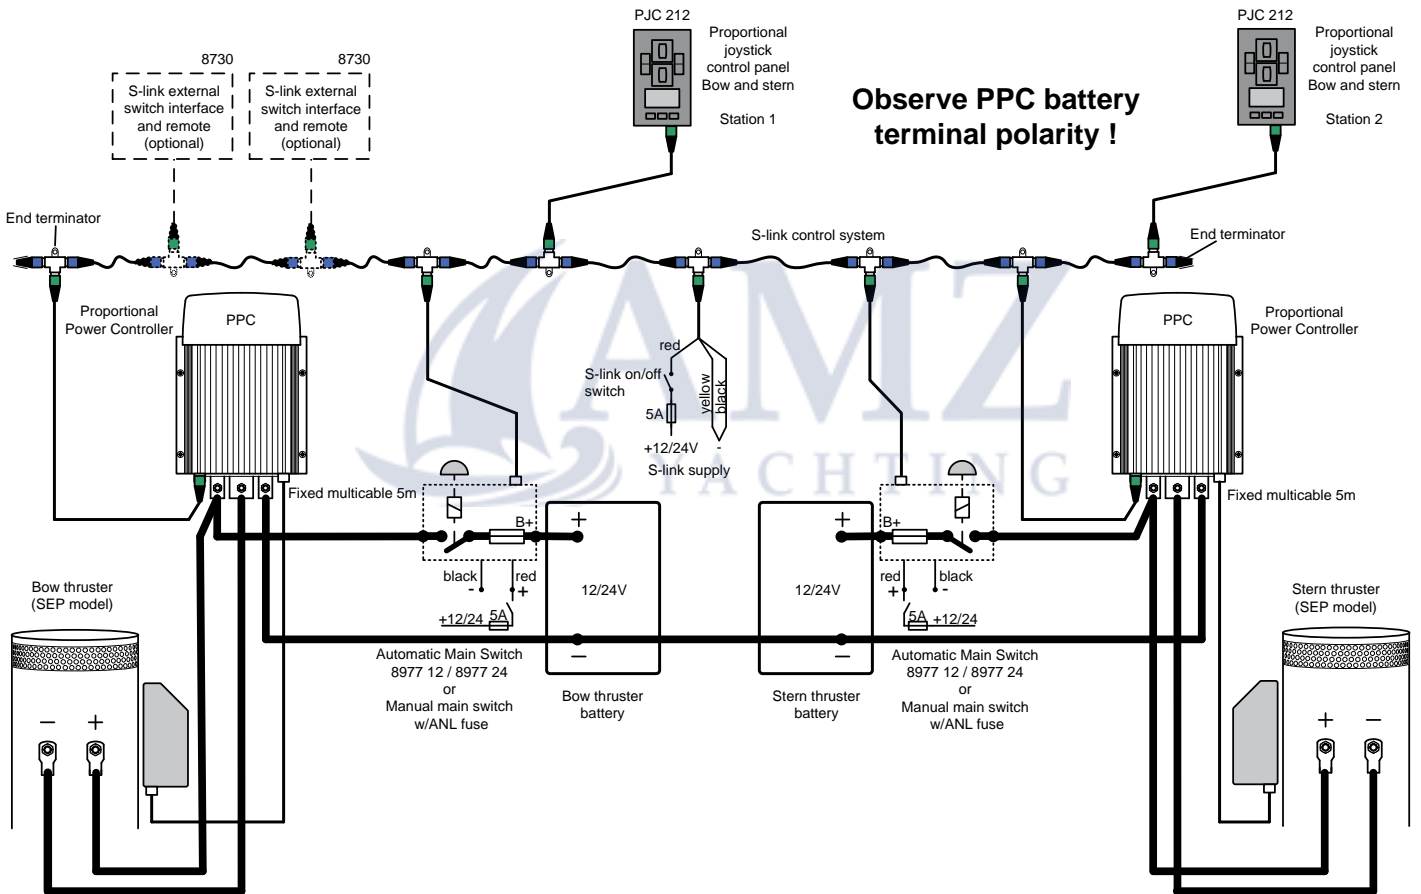 PJC 212
Proportional
joystick
control panel
Bow and stern
Station 1
PJC 212
Proportional
joystick
control panel
Bow and stern
Station 2
8730
S-link external
switch interface
and remote
(optional)
8730
S-link external
switch interface
and remote
(optional)
Observe PPC battery
terminal polarity !
End terminator
S-link control system
End terminator
Proportional
Power Controller
PPC
PPC
Proportional
Power Controller
red
S-link on/off
switch
yellow
black
5A
+12/24V
-
S-link supply
AMZ
YACHTING
Fixed multicable 5m
Fixed multicable 5m
B+
+
+
B+
black
red
-
+
12/24V
12/24V
red
black
+
-
+12/24
5A
5A
+12/24
Bow thruster
(SEP model)
Stern thruster
(SEP model)
Automatic Main Switch
8977 12 / 8977 24
or
Manual main switch
w/ANL fuse
–
Bow thruster
battery
–
Stern thruster
battery
Automatic Main Switch
8977 12 / 8977 24
or
Manual main switch
w/ANL fuse
– +
+ –